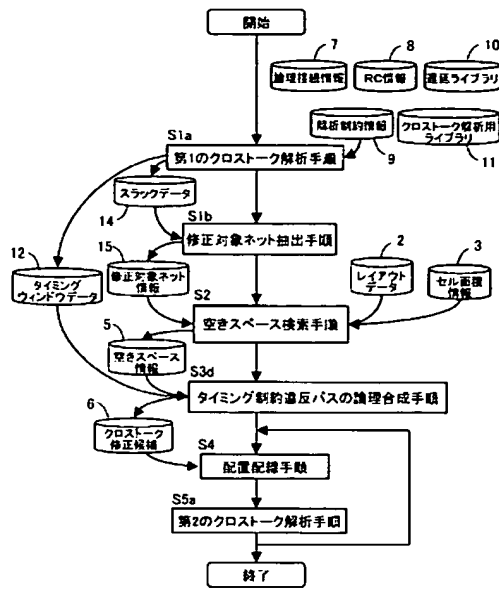 開始
7
8
10
論理接続情報
RC情報
遅延ライブラリ
S1a
解析制約情報
クロストーク解析用
ライブラリ
9
11
第1のクロストーク解析手順
スラックデータ
14
S1b
修正対象ネット抽出手順
12
15
2
3
タイミング
ウィンドウデータ
修正対象ネット
情報
レイアウト
データ
セル面積
情報
S2
空きスペース検索手順
5
空きスペース
情報
S3d
タイミング制約違反パスの論理合成手順
6
クロストーク
修正候補
S4
配置配線手順
S5a
第2のクロストーク解析手順
終了